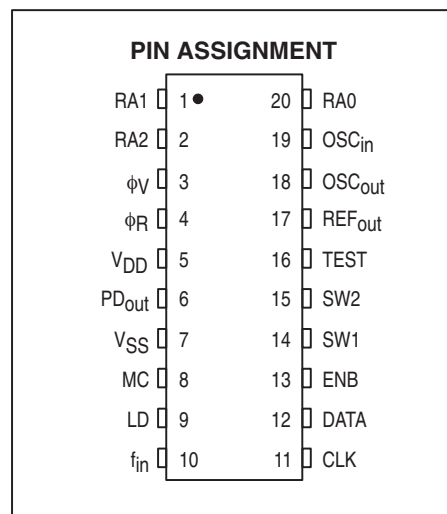 PIN ASSIGNMENT
RA1 1 20 RA0
RA2 2 19 OSCin
ϕV 3 18 OSCout
ϕR 4 17 REFout
VDD 5 16 TEST
PDout 6 15 SW2
VSS 7 14 SW1
MC 8 13 ENB
LD 9 12 DATA
fin 10 11 CLK